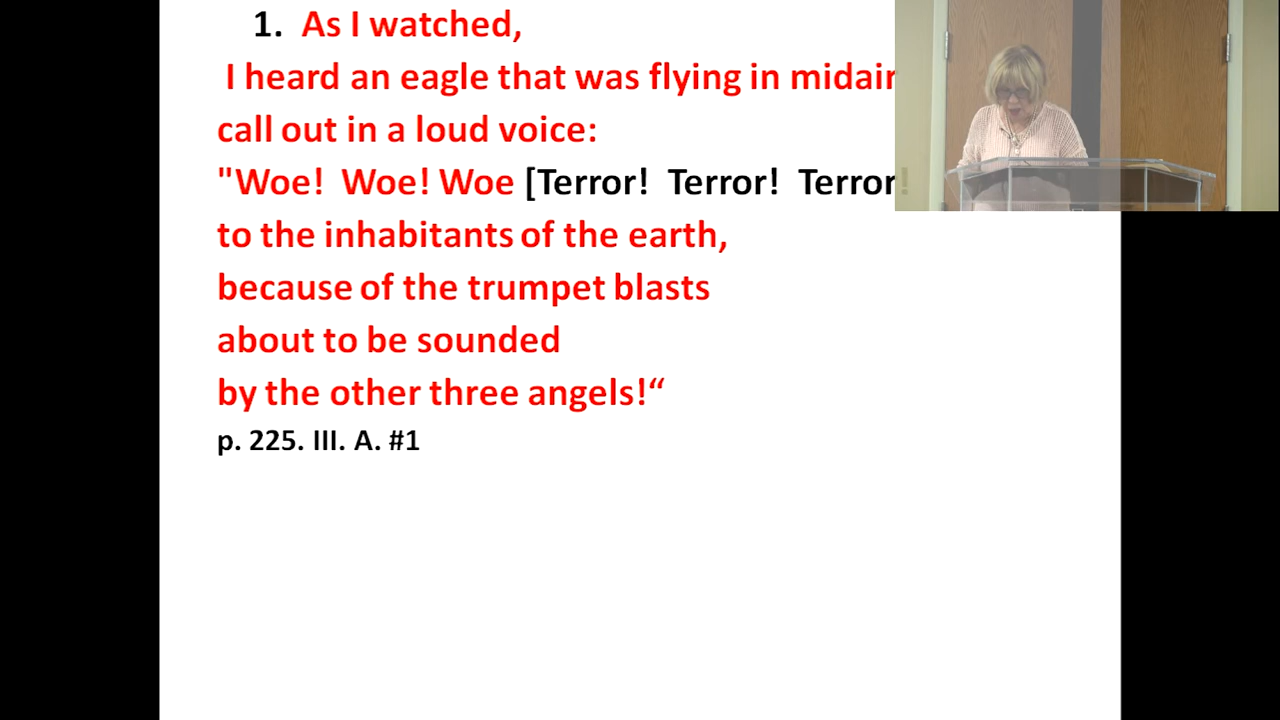 1. As I watched,
I heard an eagle that was flying in midair
call out in a loud voice:
"Woe! Woe! Woe [Terror! Terror! Terror!
to the inhabitants of the earth,
because of the trumpet blasts
about to be sounded
by the other three angels!“
p. 225. III. A. #1